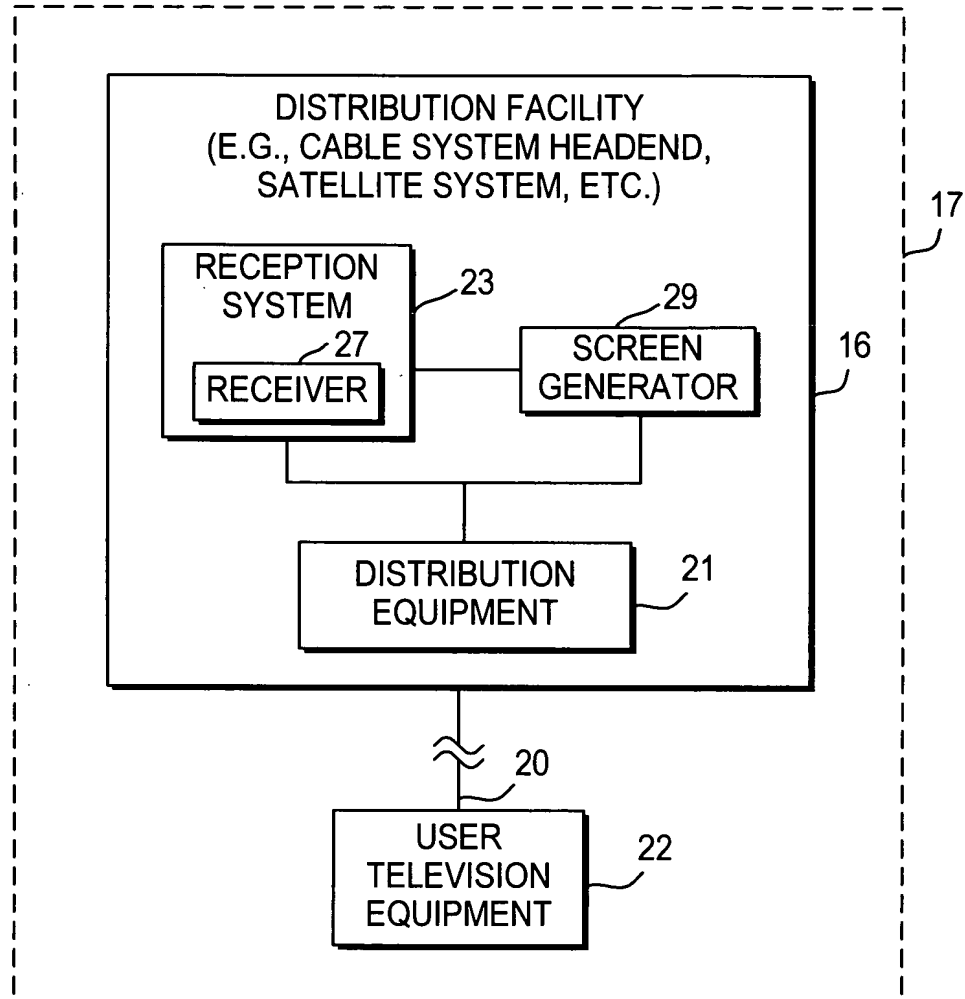 DISTRIBUTION FACILITY
(E.G., CABLE SYSTEM HEADEND,
SATELLITE SYSTEM, ETC.)
17
RECEPTION
SYSTEM
23
29
27
RECEIVER
SCREEN
GENERATOR
16
DISTRIBUTION
EQUIPMENT
21
20
USER
TELEVISION
EQUIPMENT
22